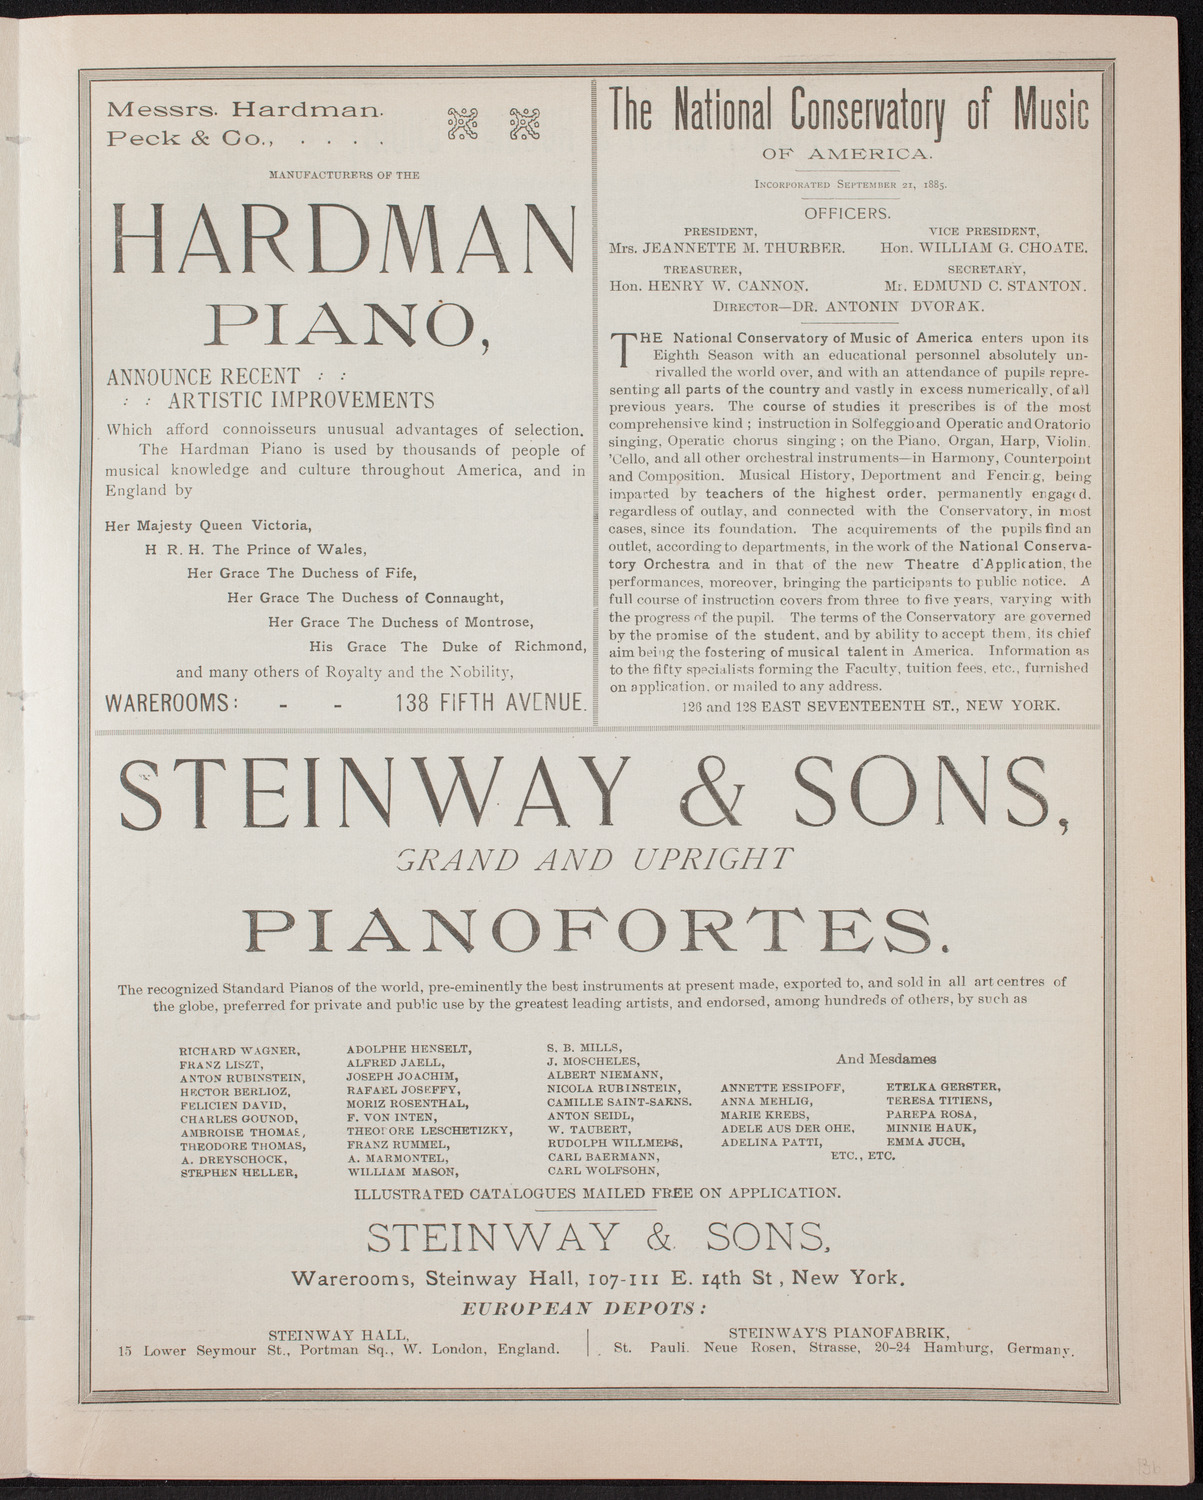 Messrs. Hardman.
Peck & Co., . . . .
MANUFACTURERS OF THE
HARDMAN
PIANO,
ANNOUNCE RECENT : :
: : ARTISTIC IMPROVEMENTS
Which afford connoisseurs unusual advantages of selection.
The Hardman Piano is used by thousands of people of
musical knowledge and culture throughout America, and in
England by
Her Majesty Queen Victoria,
H R. H. The Prince of Wales,
Her Grace The Duchess of Fife,
Her Grace The Duchess of Connaught,
Her Grace The Duchess of Montrose,
His Grace The Duke of Richmond,
and many others of Royalty and the Nobility,
WAREROOMS: - - 138 FIFTH AVENUE.
The National Conservatory of Music
OF AMERICA.
INCORPORATED SEPTEMBER 21, 1885.
OFFICERS.
PRESIDENT, VICE PRESIDENT,
Mrs. JEANNETTE M. THURBER. Hon. WILLIAM G. CHOATE.
TREASURER, SECRETARY,
Hon. HENRY W. CANNON. Mr. EDMUND C. STANTON.
DIRECTOR—DR. ANTONIN DVORAK.
THE National Conservatory of Music of America enters upon its
Eighth Season with an educational personnel absolutely un-
rivalled the world over, and with an attendance of pupils repre-
senting all parts of the country and vastly in excess numerically, of all
previous years. The course of studies it prescribes is of the most
comprehensive kind ; instruction in Solfeggio and Operatic and Oratorio
singing, Operatic chorus singing ; on the Piano, Organ, Harp, Violin,
'Cello, and all other orchestral instruments—in Harmony, Counterpoint
and Composition. Musical History, Deportment and Fencing, being
imparted by teachers of the highest order, permanently engaged,
regardless of outlay, and connected with the Conservatory, in most
cases, since its foundation. The acquirements of the pupils find an
outlet, according to departments, in the work of the National Conserva-
tory Orchestra and in that of the new Theatre d'Application, the
performances, moreover, bringing the participants to public notice. A
full course of instruction covers from three to five years, varying with
the progress of the pupil. The terms of the Conservatory are governed
by the promise of the student, and by ability to accept them, its chief
aim being the fostering of musical talent in America. Information as
to the fifty specialists forming the Faculty, tuition fees, etc., furnished
on application, or mailed to any address.
126 and 128 EAST SEVENTEENTH ST., NEW YORK.
STEINWAY & SONS,
GRAND AND UPRIGHT
PIANOFORTES.
The recognized Standard Pianos of the world, pre-eminently the best instruments at present made, exported to, and sold in all art centres of
the globe, preferred for private and public use by the greatest leading artists, and endorsed, among hundreds of others, by such as
RICHARD WAGNER,
FRANZ LISZT,
ANTON RUBINSTEIN,
HECTOR BERLIOZ,
FELICIEN DAVID,
CHARLES GOUNOD,
AMBROISE THOMAS,
THEODORE THOMAS,
A. DREYSCHOCK,
STEPHEN HELLER,
ADOLPHE HENSELT,
ALFRED JAELL,
JOSEPH JOACHIM,
RAFAEL JOSEFFY,
MORIZ ROSENTHAL,
F. VON INTEN,
THEODORE LESCHETIZKY,
FRANZ RUMMEL,
A. MARMONTEL,
WILLIAM MASON,
S. B. MILLS,
J. MOSCHELES,
ALBERT NIEMANN,
NICOLA RUBINSTEIN,
CAMILLE SAINT-SAENS.
ANTON SEIDL,
W. TAUBERT,
RUDOLPH WILLMERS,
CARL BAERMANN,
CARL WOLFSOHN,
And Mesdames
ANNETTE ESSIPOFF,
ANNA MEHLIG,
MARIE KREBS,
ADELE AUS DER OHE,
ADELINA PATTI,
ETELKA GERSTER,
TERESA TITIENS,
PAREPA ROSA,
MINNIE HAUK,
EMMA JUCH,
ETC., ETC.
ILLUSTRATED CATALOGUES MAILED FREE ON APPLICATION.
STEINWAY & SONS,
Warerooms, Steinway Hall, 107-111 E. 14th St , New York.
EUROPEAN DEPOTS:
STEINWAY HALL,
15 Lower Seymour St., Portman Sq., W. London, England.
STEINWAY'S PIANOFABRIK,
St. Pauli. Neue Rosen, Strasse, 20-24 Hamburg, Germany.